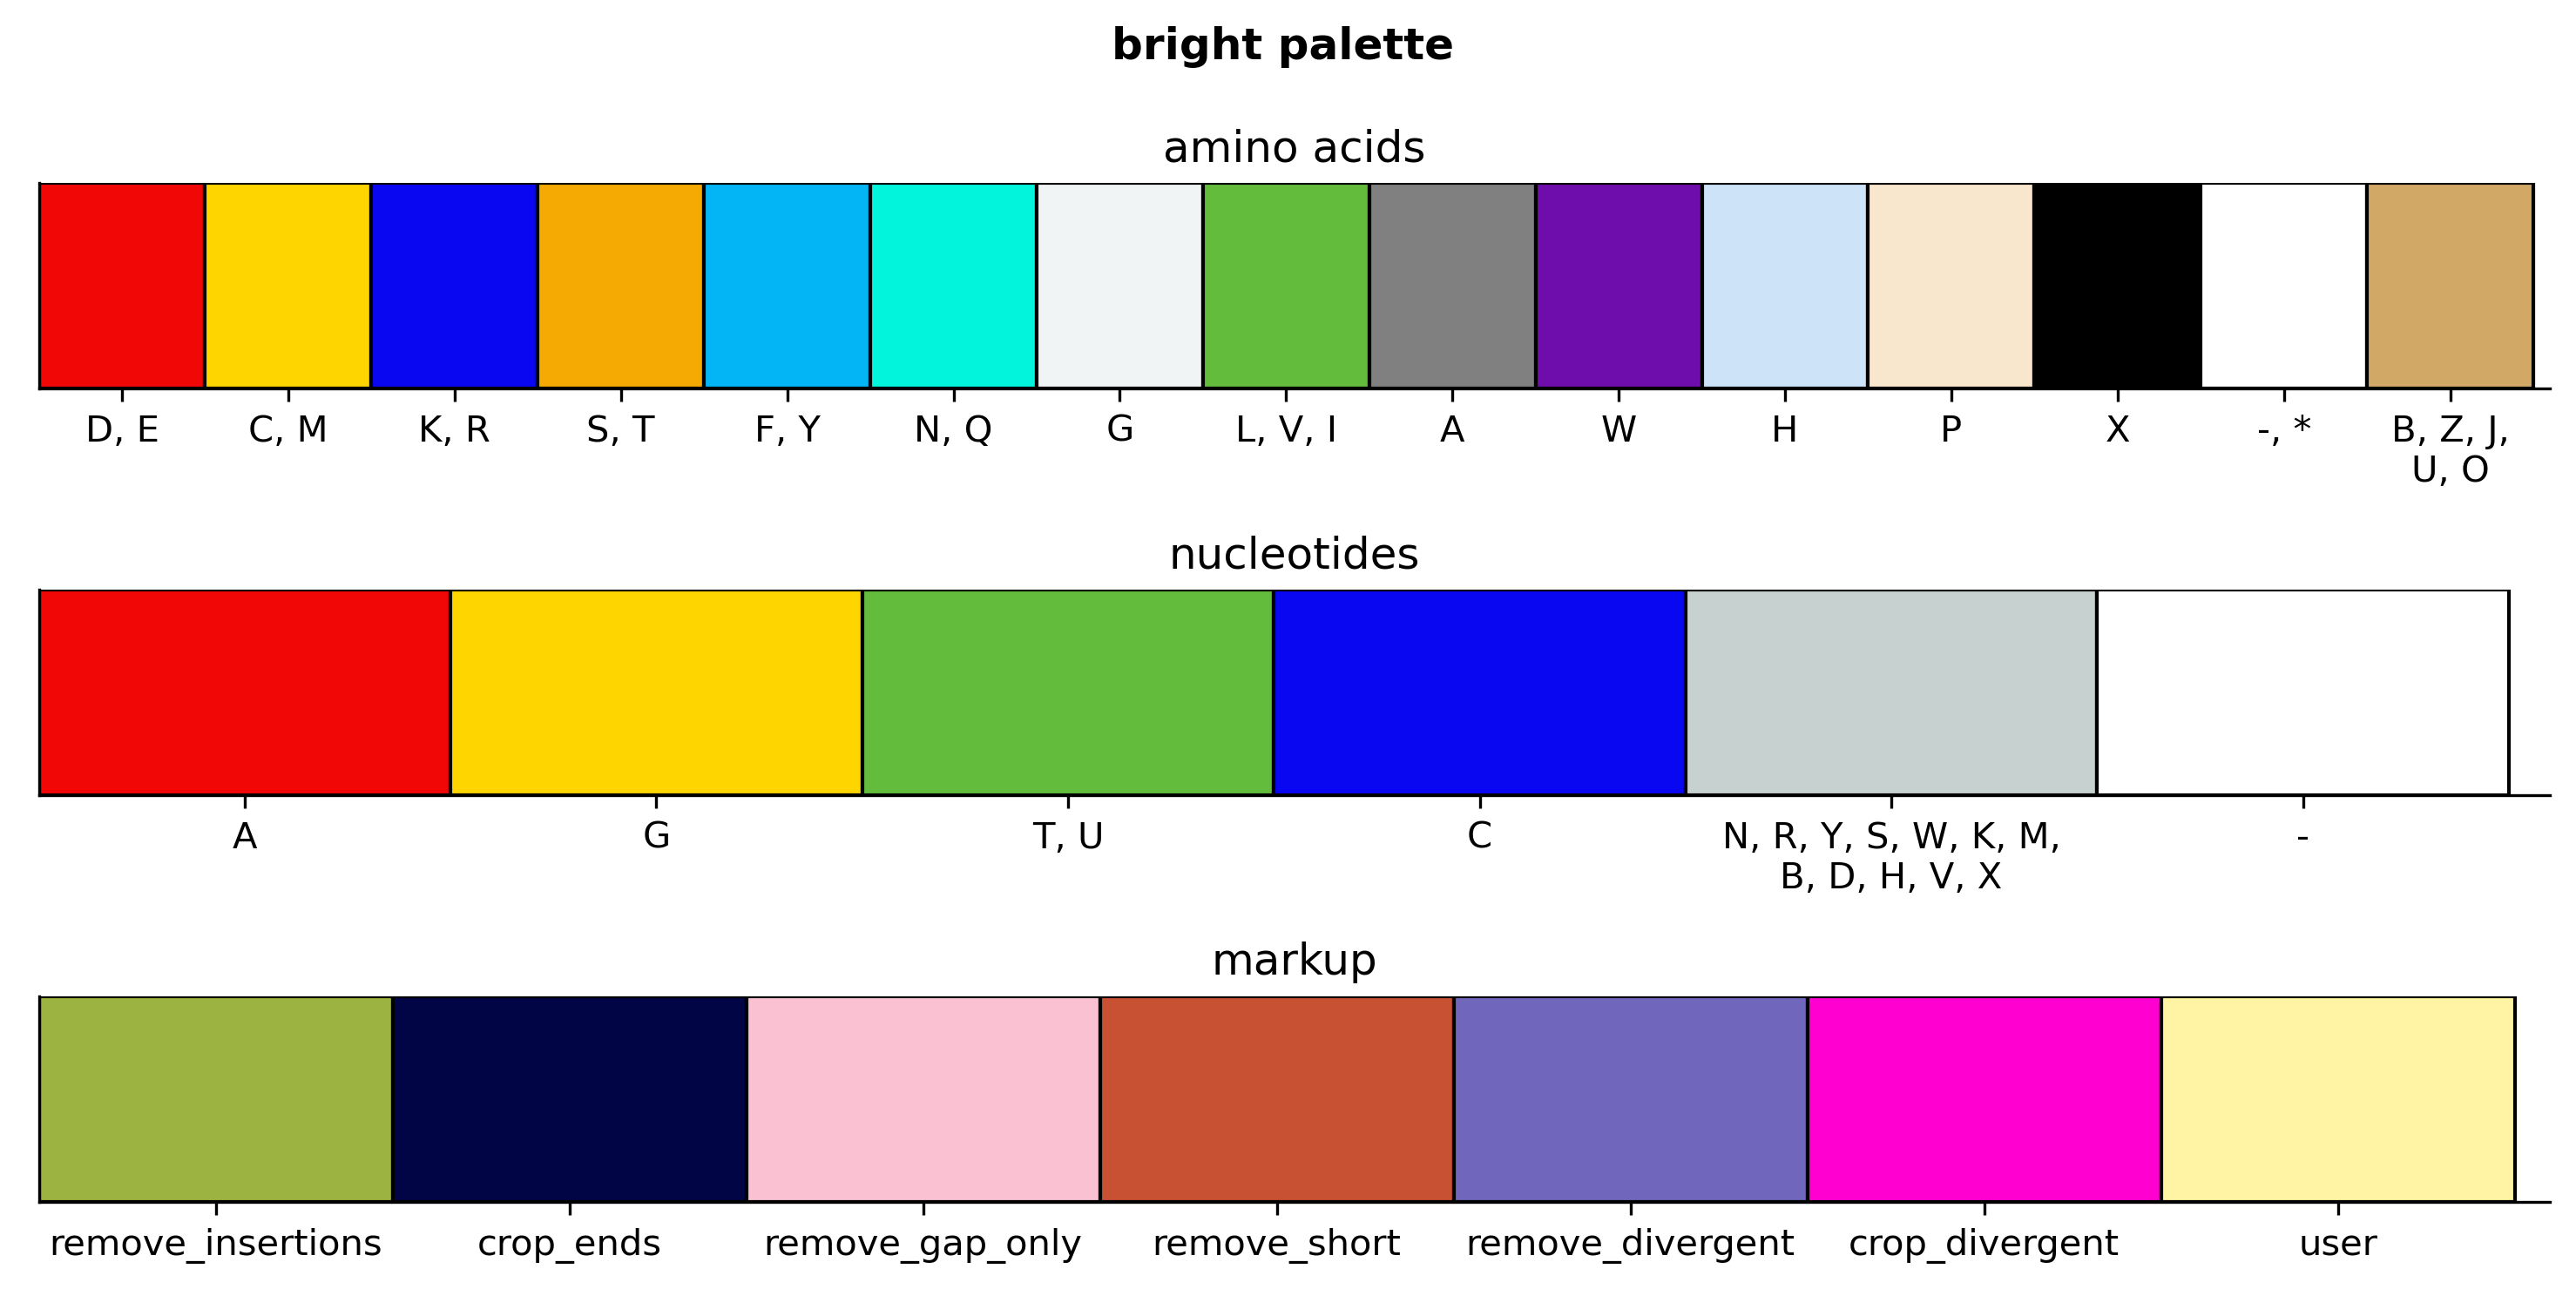 bright palette
amino acids
D, E
C, M
K, R
S, T
F, Y
N, Q
G
L, V, I
A
W
H
P
X
-, *
B, Z, J,
U, O
nucleotides
A
G
T, U
C
N, R, Y, S, W, K, M,
B, D, H, V, X
-
markup
remove_insertions
crop_ends
remove_gap_only
remove_short
remove_divergent
crop_divergent
user